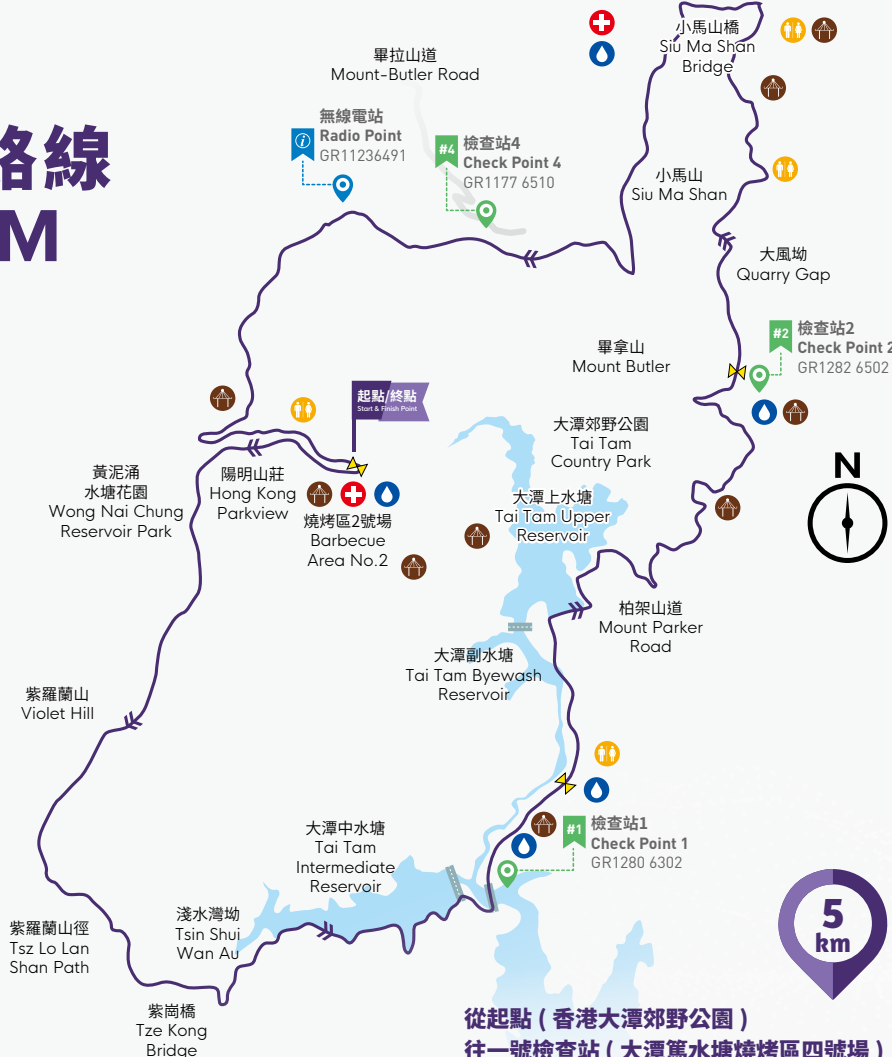 小馬山橋
Siu Ma Shan
Bridge
畢拉山道
Mount-Butler Road
無線電站
Radio Point
GR11236491
#4
檢查站4
Check Point 4
GR1177 6510
路線
M
小馬山
Siu Ma Shan
大風坳
Quarry Gap
#2
檢查站2
Check Point 2
GR1282 6502
畢拿山
Mount Butler
起點/終點
Start & Finish Point
大潭郊野公園
Tai Tam
Country Park
黃泥涌
水塘花園
Wong Nai Chung
Reservoir Park
陽明山莊
Hong Kong
Parkview
燒烤區2號場
Barbecue
Area No.2
大潭上水塘
Tai Tam Upper
Reservoir
N
柏架山道
Mount Parker
Road
大潭副水塘
Tai Tam Byewash
Reservoir
紫羅蘭山
Violet Hill
大潭中水塘
Tai Tam
Intermediate
Reservoir
#1
檢查站1
Check Point 1
GR1280 6302
紫羅蘭山徑
Tsz Lo Lan
Shan Path
淺水灣坳
Tsin Shui
Wan Au
紫崗橋
Tze Kong
Bridge
5
km
從起點 ( 香港大潭郊野公園 )
往一號檢查站 ( 大潭篤水塘燒烤區四號場 )